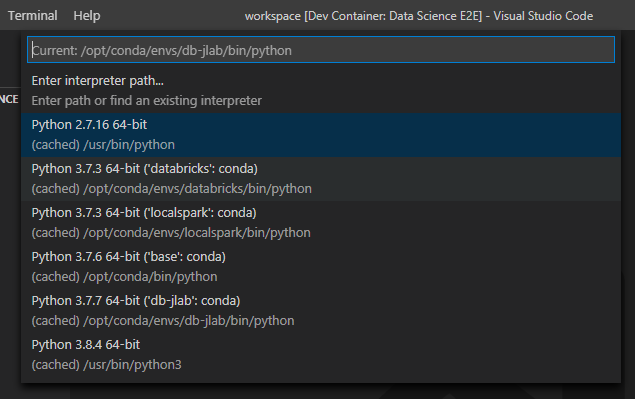 Terminal Help workspace [Dev Container: Data Science E2E] - Visual Studio Code
Current: /opt/conda/envs/db-jlab/bin/python
Enter interpreter path...
NCE
Enter path or find an existing interpreter
Python 2.7.16 64-bit
(cached) /usr/bin/python
Python 3.7.3 64-bit ('databricks': conda)
(cached) /opt/conda/envs/databricks/bin/python
Python 3.7.3 64-bit ('localspark': conda)
(cached) /opt/conda/envs/localspark/bin/python
Python 3.7.6 64-bit ('base': conda)
(cached) /opt/conda/bin/python
Python 3.7.7 64-bit ('db-jlab': conda)
(cached) /opt/conda/envs/db-jlab/bin/python
Python 3.8.4 64-bit
(cached) /usr/bin/python3